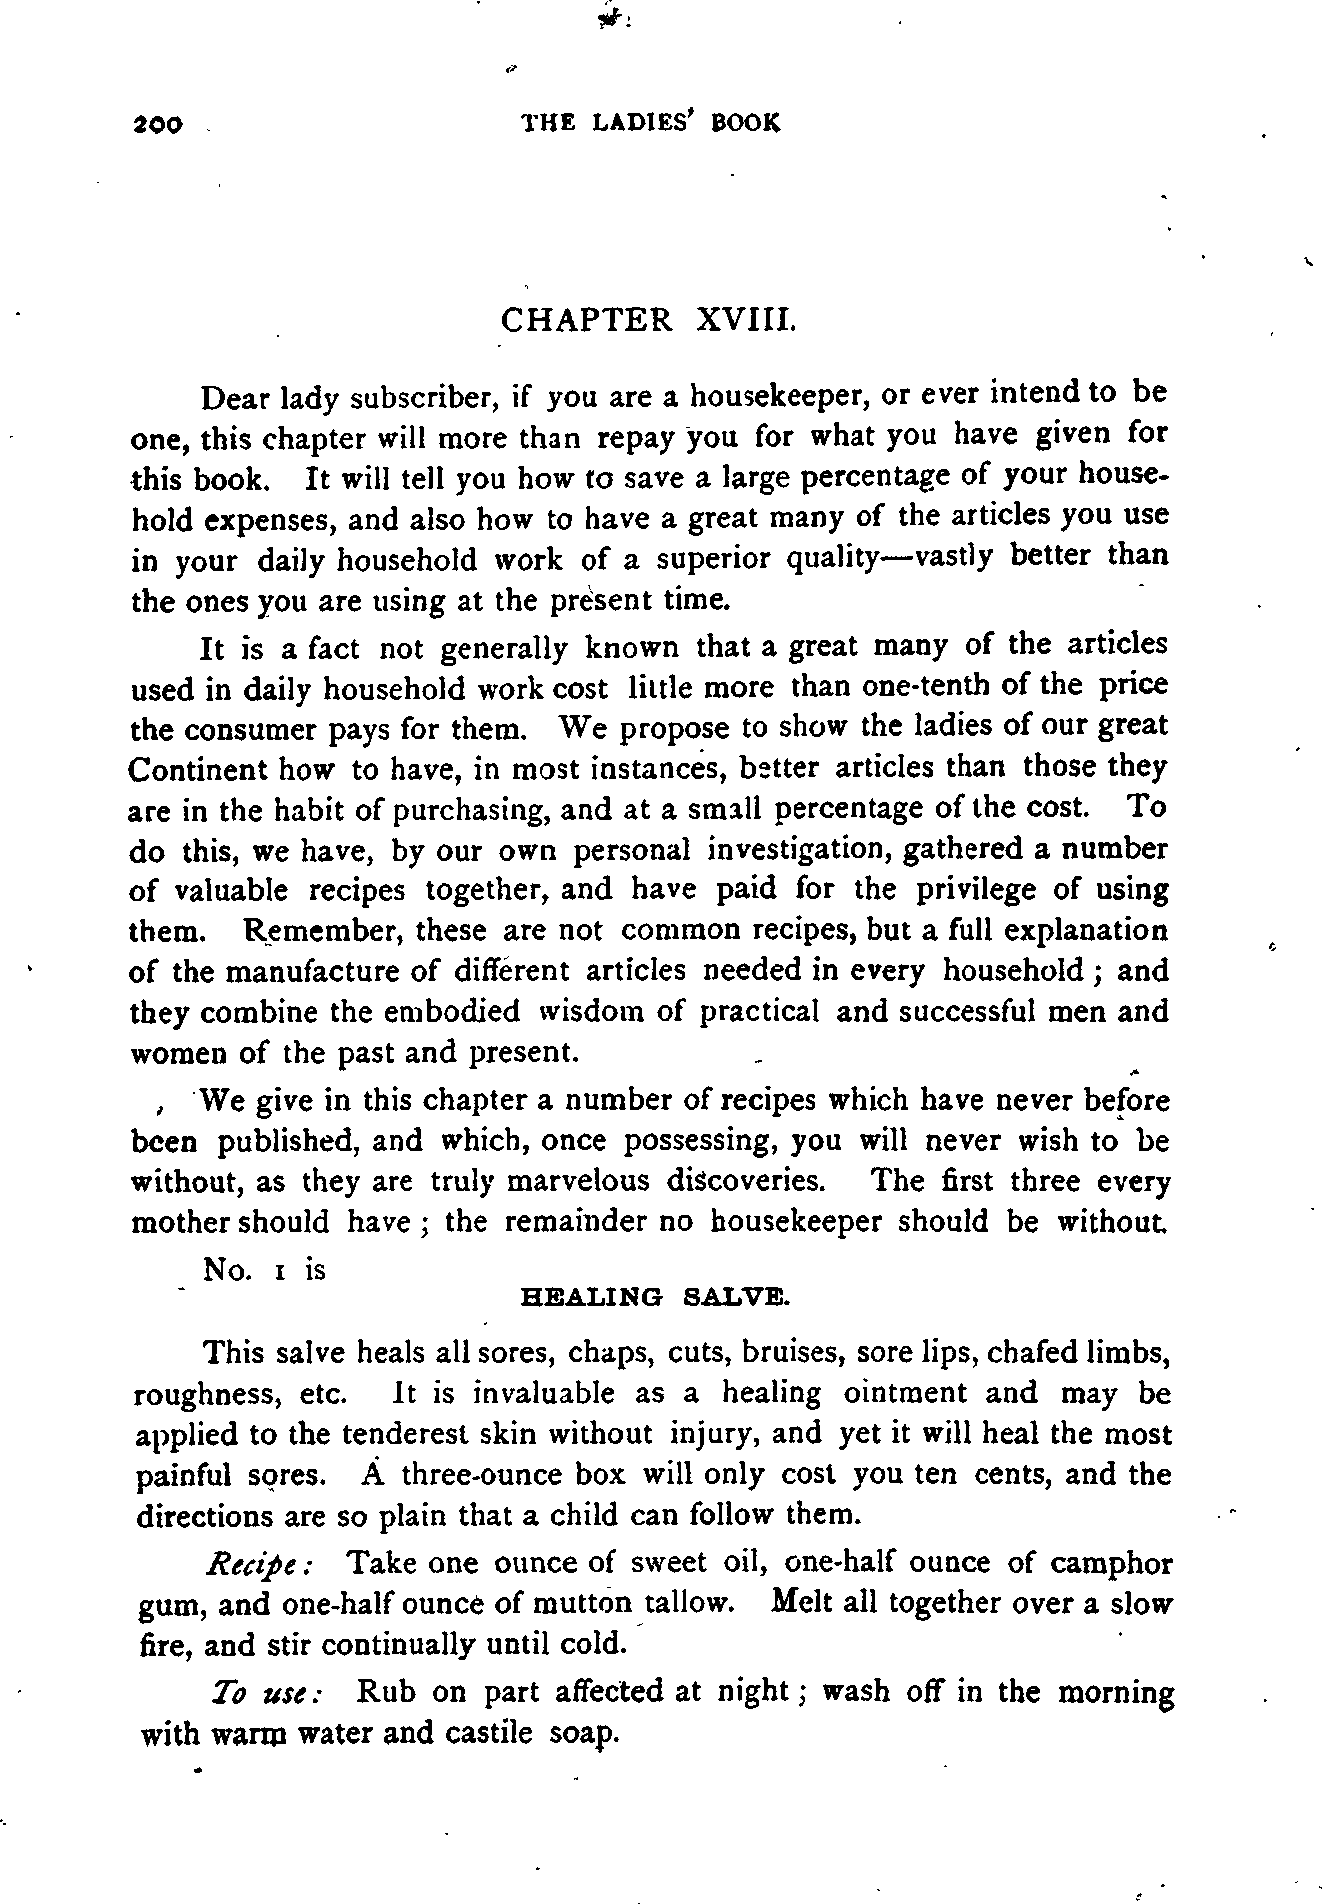 200 THE LADIES' BOOK
CHAPTER XVIII.
Dear lady subscriber, if you are a housekeeper, or ever intend to be
one, this chapter will more than repay you for what you have given for
this book. It will tell you how to save a large percentage of your house-
hold expenses, and also how to have a great many of the articles you use
in your daily household work of a superior quality—vastly better than
the ones you are using at the present time.
It is a fact not generally known that a great many of the articles
used in daily household work cost little more than one-tenth of the price
the consumer pays for them. We propose to show the ladies of our great
Continent how to have, in most instances, better articles than those they
are in the habit of purchasing, and at a small percentage of the cost. To
do this, we have, by our own personal investigation, gathered a number
of valuable recipes together, and have paid for the privilege of using
them. Remember, these are not common recipes, but a full explanation
of the manufacture of different articles needed in every household ; and
they combine the embodied wisdom of practical and successful men and
women of the past and present.
We give in this chapter a number of recipes which have never before
been published, and which, once possessing, you will never wish to be
without, as they are truly marvelous discoveries. The first three every
mother should have ; the remainder no housekeeper should be without.
No. 1 is
HEALING SALVE.
This salve heals all sores, chaps, cuts, bruises, sore lips, chafed limbs,
roughness, etc. It is invaluable as a healing ointment and may be
applied to the tenderest skin without injury, and yet it will heal the most
painful sores. A three-ounce box will only cost you ten cents, and the
directions are so plain that a child can follow them.
Recipe: Take one ounce of sweet oil, one-half ounce of camphor
gum, and one-half ounce of mutton tallow. Melt all together over a slow
fire, and stir continually until cold.
To use: Rub on part affected at night ; wash off in the morning
with warm water and castile soap.